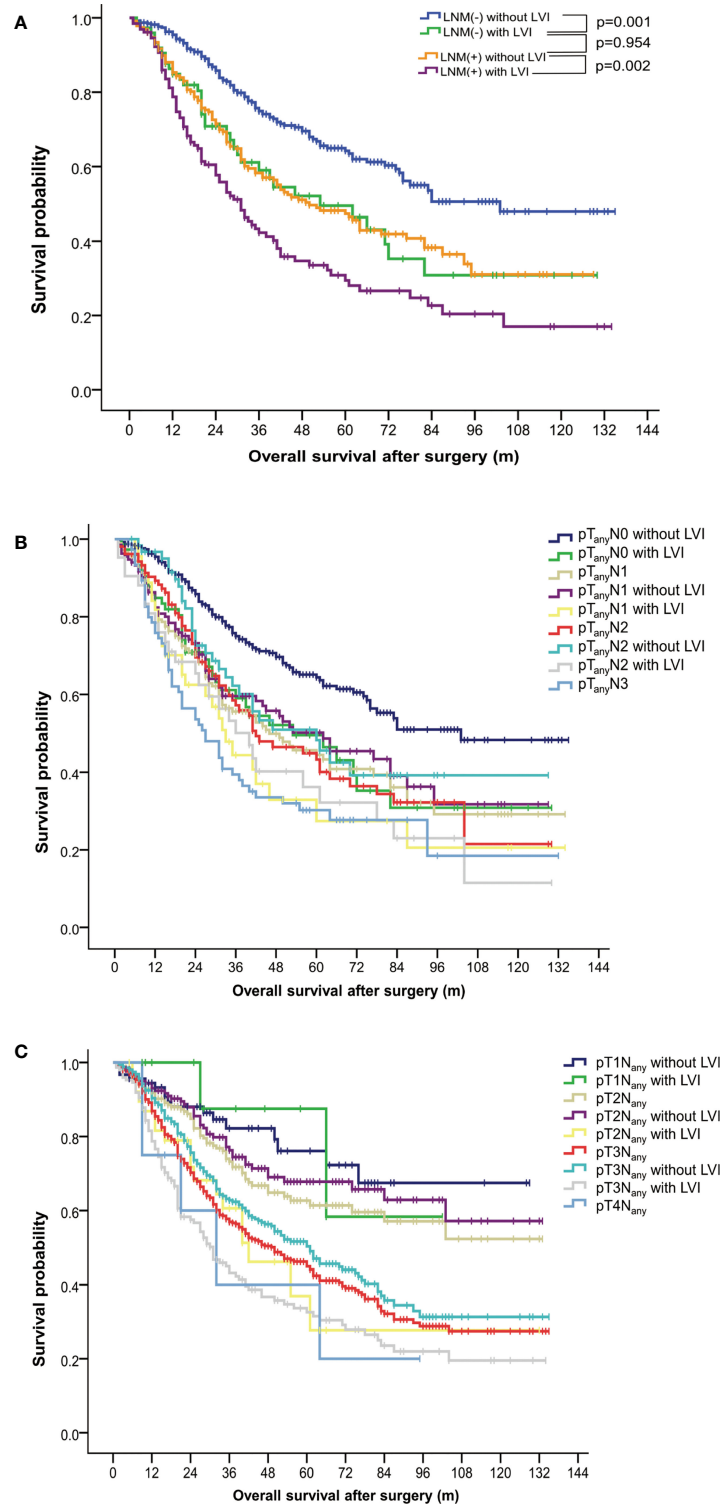 A
LNM(-) without LVI
LNM(-) with LVI
LNM(+) without LVI
LNM(+) with LVI
p=0.001
p=0.954
p=0.002
1.0
0.8
0.6
0.4
0.2
0.0
Survival probability
0 12 24 36 48 60 72 84 96 108 120 132 144
Overall survival after surgery (m)
B
pTanyN0 without LVI
pTanyN0 with LVI
pTanyN1
pTanyN1 without LVI
pTanyN1 with LVI
pTanyN2
pTanyN2 without LVI
pTanyN2 with LVI
pTanyN3
1.0
0.8
0.6
0.4
0.2
0.0
Survival probability
0 12 24 36 48 60 72 84 96 108 120 132 144
Overall survival after surgery (m)
C
pT1Nany without LVI
pT1Nany with LVI
pT2Nany
pT2Nany without LVI
pT2Nany with LVI
pT3Nany
pT3Nany without LVI
pT3Nany with LVI
pT4Nany
1.0
0.8
0.6
0.4
0.2
0.0
Survival probability
0 12 24 36 48 60 72 84 96 108 120 132 144
Overall survival after surgery (m)